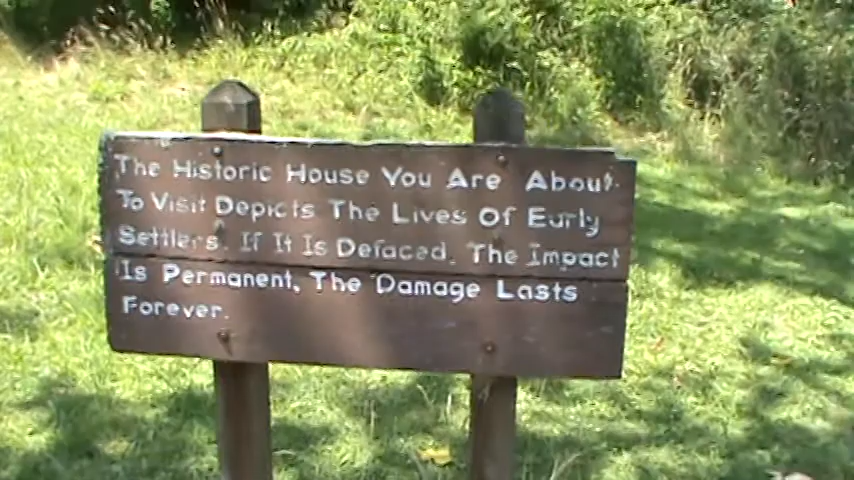 The Historic House You Are About
To Visit Depicts The Lives Of Eurly
Settlers. If It Is Defaced, The Impact
Is Permanent, The Damage Lasts
Forever.